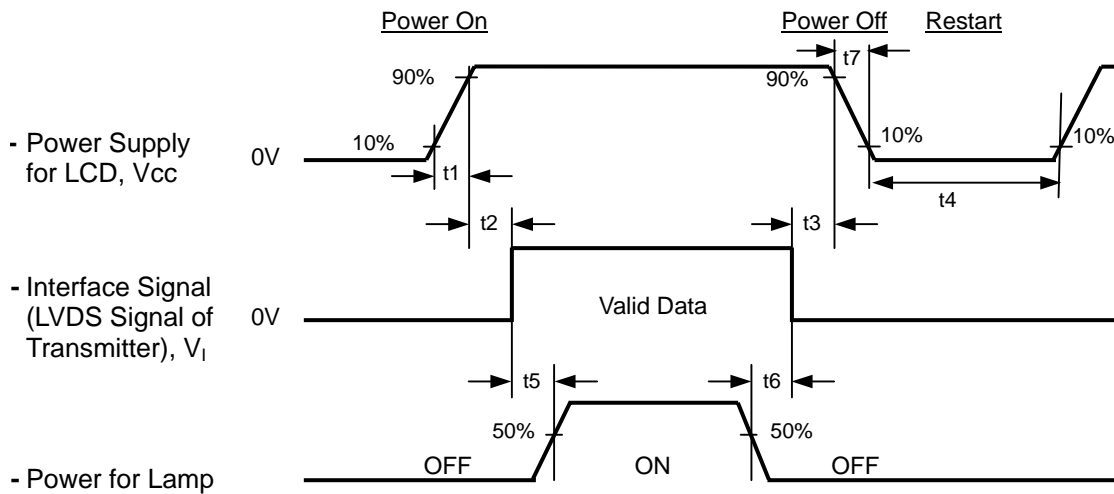 Power On
Power Off
Restart
t7
90%
90%
10%
10%
10%
- Power Supply
for LCD, Vcc
0V
t1
t4
t2
t3
- Interface Signal
(LVDS Signal of
Transmitter), VI
0V
Valid Data
t5
t6
50%
50%
- Power for Lamp
OFF
ON
OFF